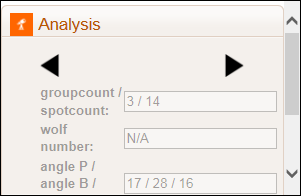 Analysis
groupcount /
spotcount:
3 / 14
wolf
number:
N/A
angle P /
angle B /
17 / 28 / 16